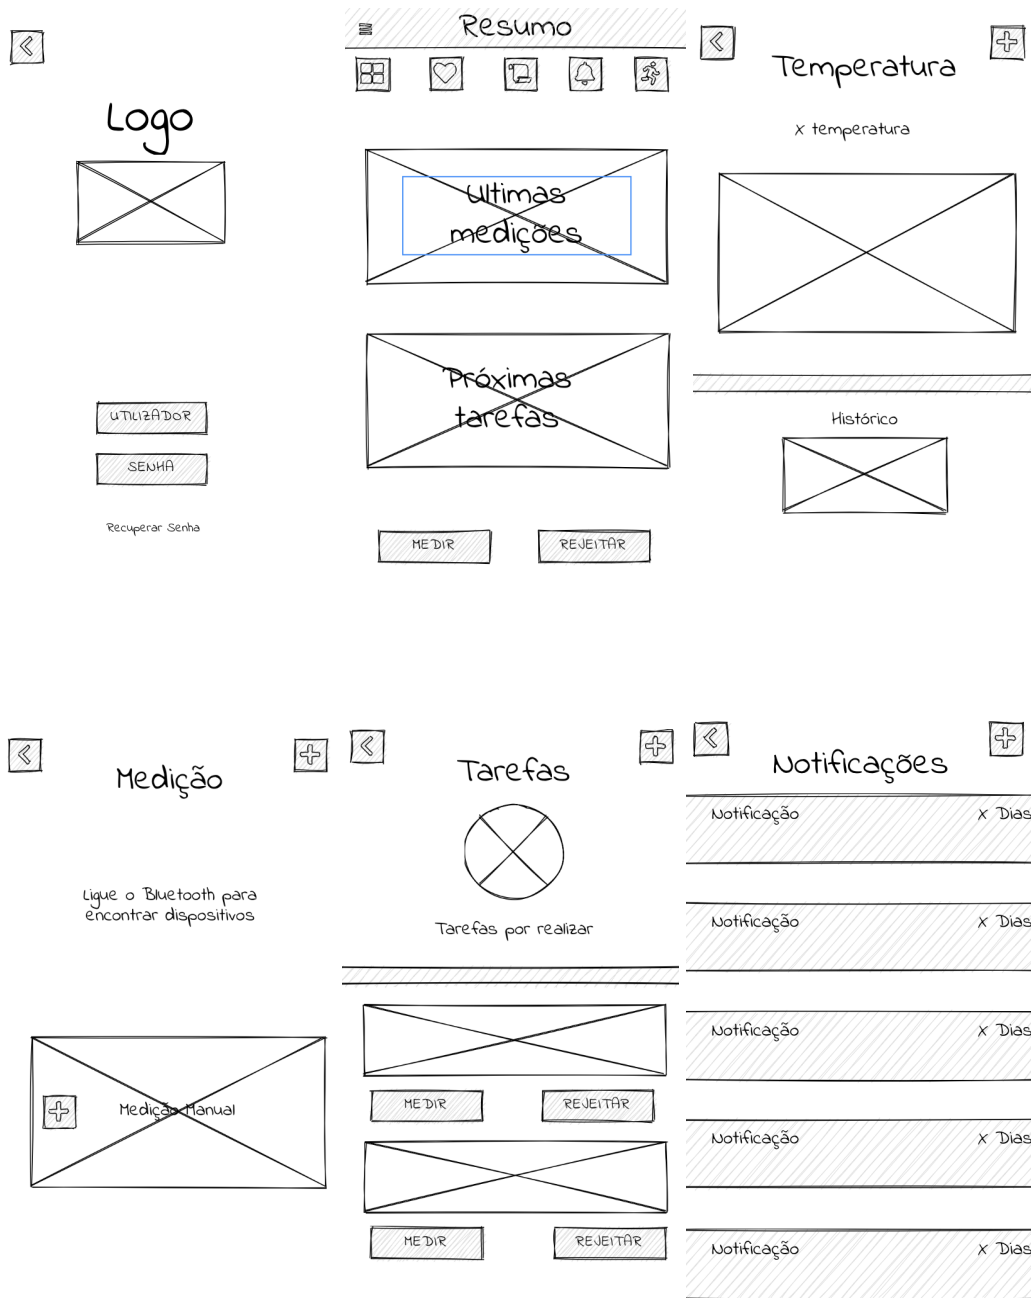 Logo
UTILIZADOR
SENHA
Recuperar Senha
Resumo
Ultimas
medições
Próximas
tarefas
MEDIR
REJEITAR
Temperatura
X temperatura
Histórico
Medição
Ligue o Bluetooth para
encontrar dispositivos
Medição Manual
Tarefas
Tarefas por realizar
MEDIR
REJEITAR
MEDIR
REJEITAR
Notificações
Notificação X Dias
Notificação X Dias
Notificação X Dias
Notificação X Dias
Notificação X Dias